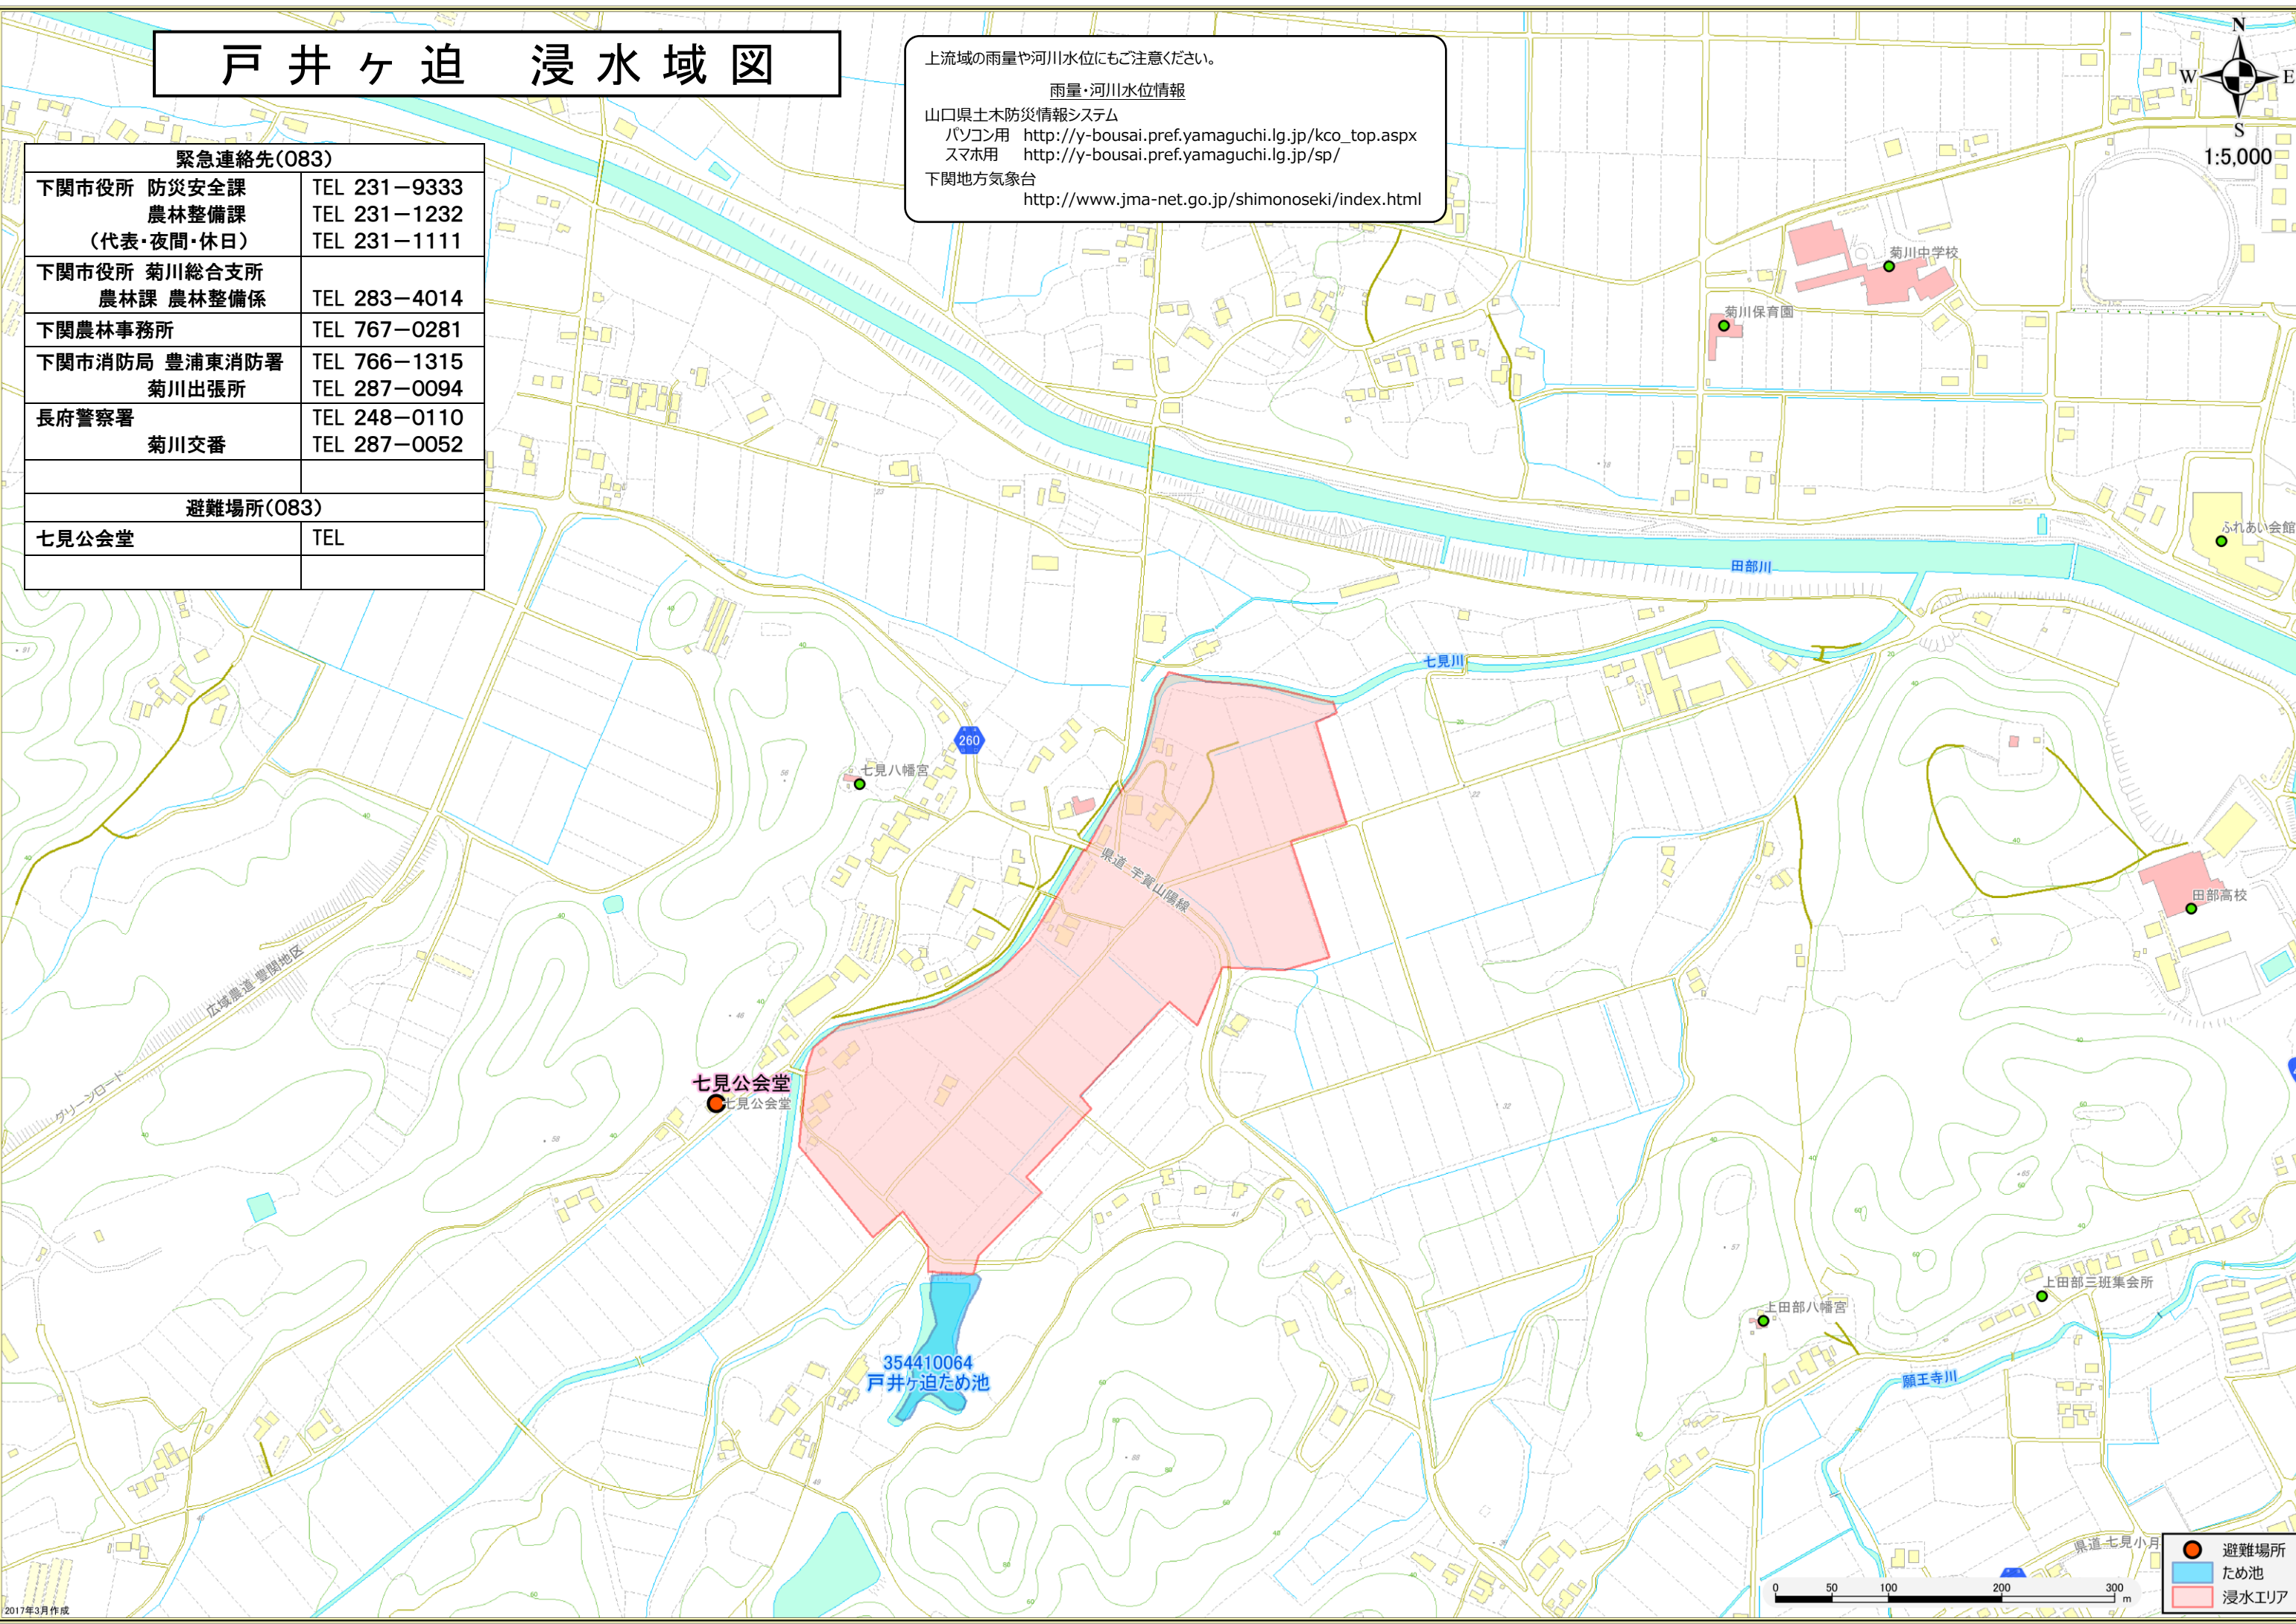 戸井ヶ迫 浸水域図
上流域の雨量や河川水位にもご注意ください。
雨量・河川水位情報
山口県土木防災情報システム
パソコン用 http://y-bousai.pref.yamaguchi.lg.jp/kco_top.aspx
スマホ用 http://y-bousai.pref.yamaguchi.lg.jp/sp/
下関地方気象台
http://www.jma-net.go.jp/shimonoseki/index.html
N
W E
S
1:5,000
緊急連絡先(083)
下関市役所 防災安全課 TEL 231-9333
農林整備課 TEL 231-1232
(代表・夜間・休日) TEL 231-1111
下関市役所 菊川総合支所
農林課 農林整備係 TEL 283-4014
下関農林事務所 TEL 767-0281
下関市消防局 豊浦東消防署 TEL 766-1315
菊川出張所 TEL 287-0094
長府警察署 TEL 248-0110
菊川交番 TEL 287-0052
避難場所(083)
七見公会堂 TEL
菊川中学校
菊川保育園
ふれあい会館
田部川
七見川
260
七見八幡宮
県道 宇賀山陽線
田部高校
広域農道 豊関地区
グリーンロード
七見公会堂
七見公会堂
354410064
戸井ヶ迫ため池
上田部三班集会所
上田部八幡宮
願王寺川
県道 七見小月
避難場所
ため池
浸水エリア
0 50 100 200 300
m
2017年3月作成